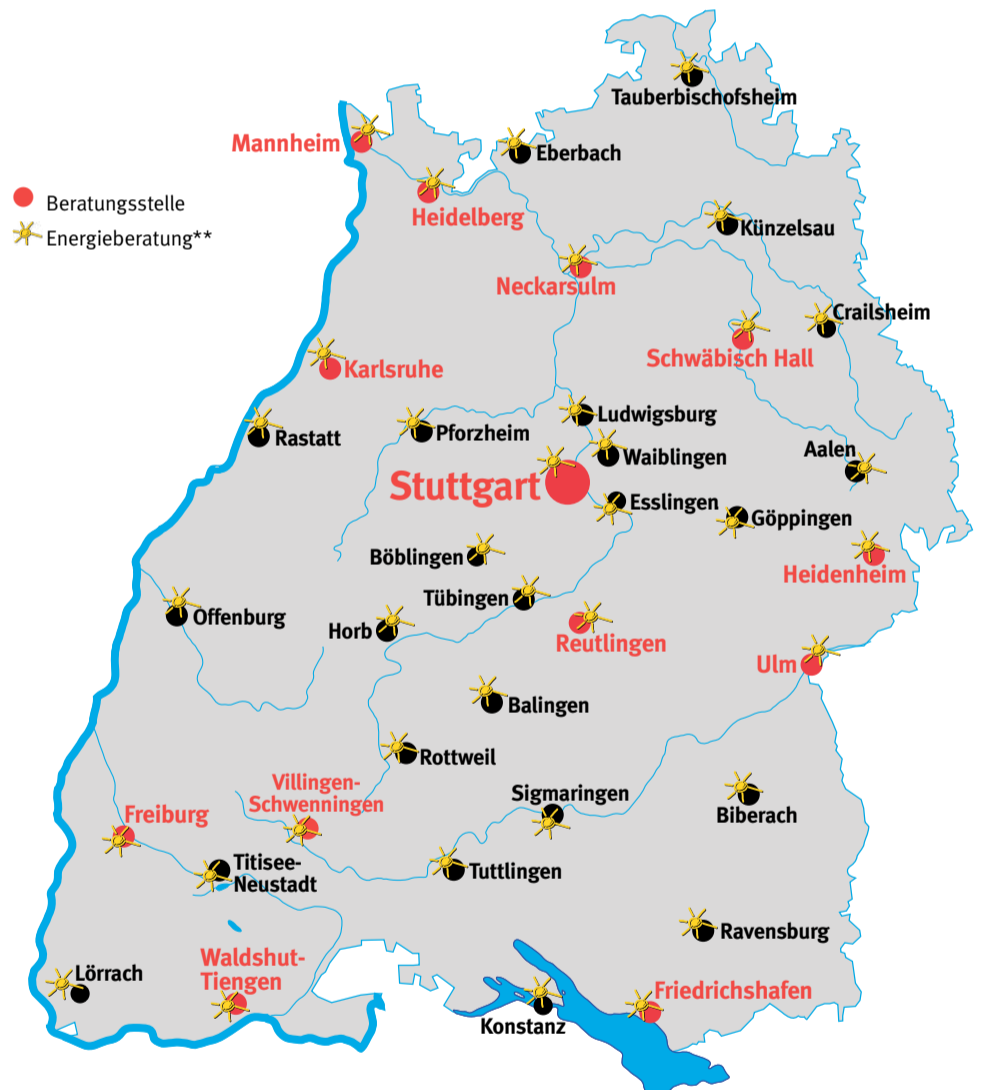 Tauberbischofsheim
Mannheim
Eberbach
Beratungsstelle
Heidelberg
Energieberatung**
Künzelsau
Neckarsulm
Crailsheim
Schwäbisch Hall
Karlsruhe
Ludwigsburg
Rastatt
Pforzheim
Waiblingen
Aalen
Stuttgart
Esslingen
Göppingen
Böblingen
Heidenheim
Tübingen
Offenburg
Horb
Reutlingen
Ulm
Balingen
Rottweil
Villingen-
Schwenningen
Sigmaringen
Biberach
Freiburg
Titisee-
Neustadt
Tuttlingen
Ravensburg
Waldshut-
Tiengen
Lörrach
Friedrichshafen
Konstanz